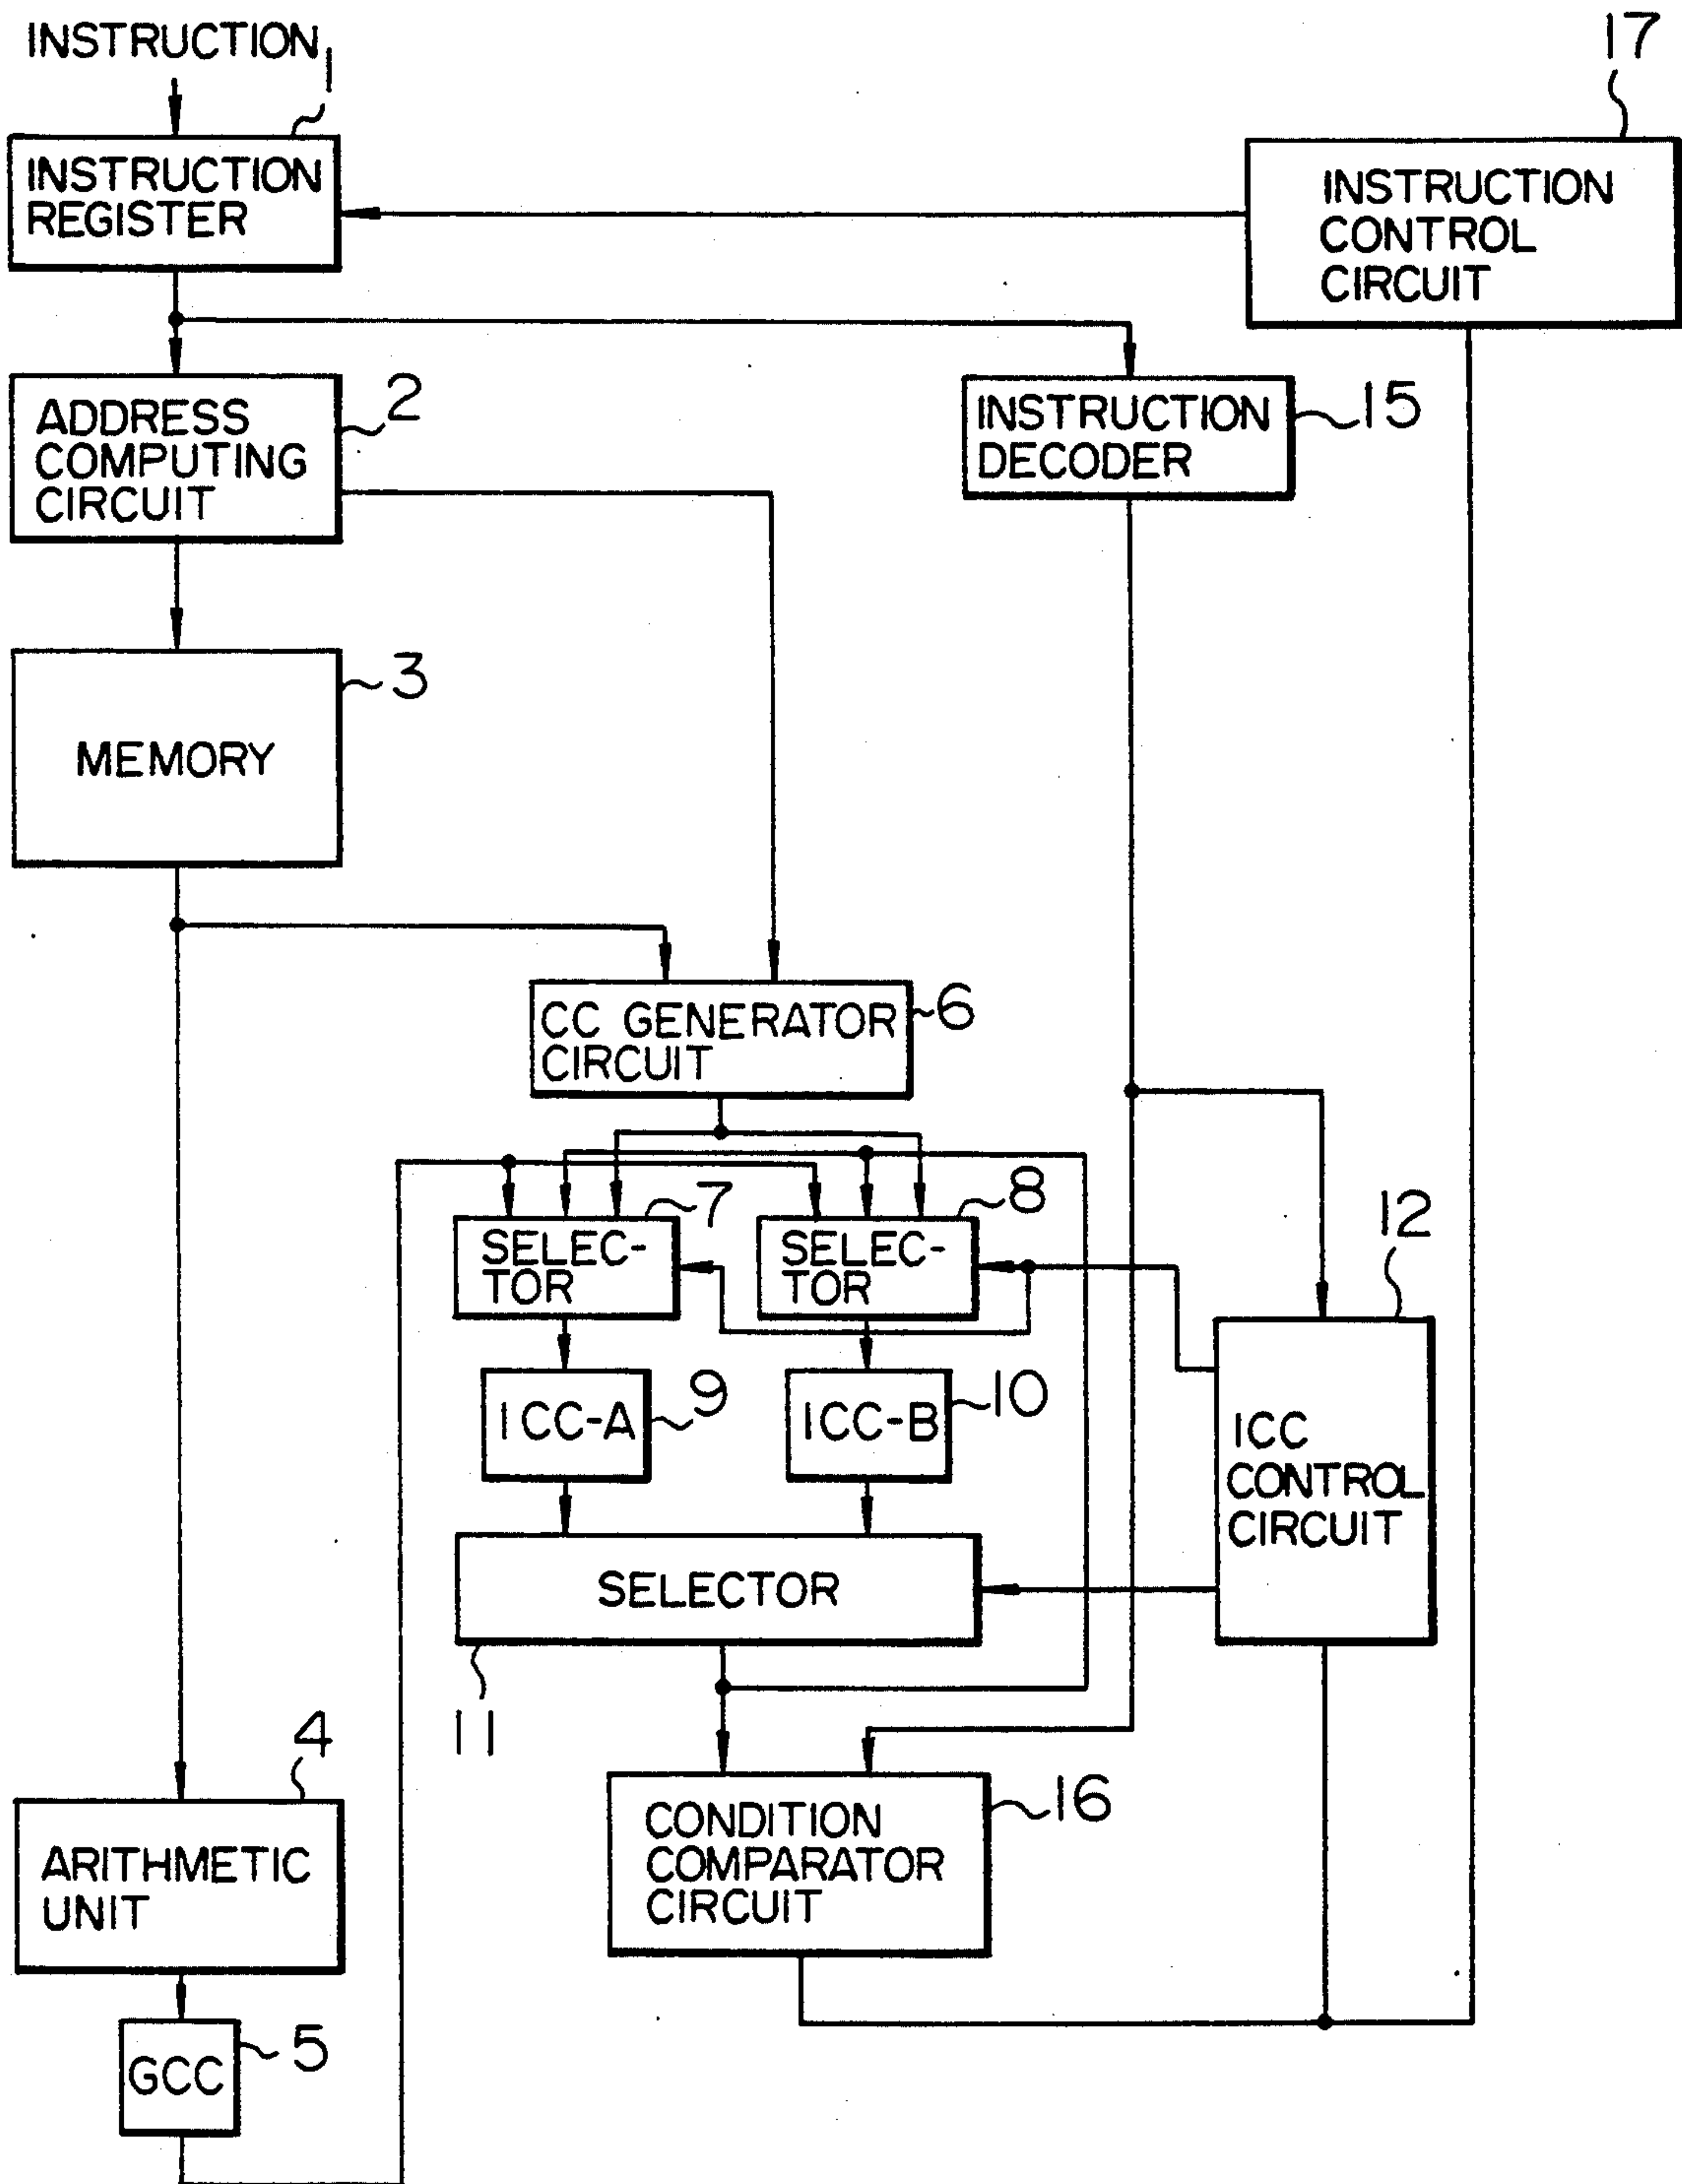 INSTRUCTION
1
17
INSTRUCTION
REGISTER
INSTRUCTION
CONTROL
CIRCUIT
ADDRESS
COMPUTING
CIRCUIT
2
INSTRUCTION
DECODER
15
MEMORY
3
CC GENERATOR
CIRCUIT
6
SELEC-
TOR
7
SELEC-
TOR
8
12
ICC-A
9
ICC-B
10
ICC
CONTROL
CIRCUIT
SELECTOR
11
4
ARITHMETIC
UNIT
CONDITION
COMPARATOR
CIRCUIT
16
GCC
5